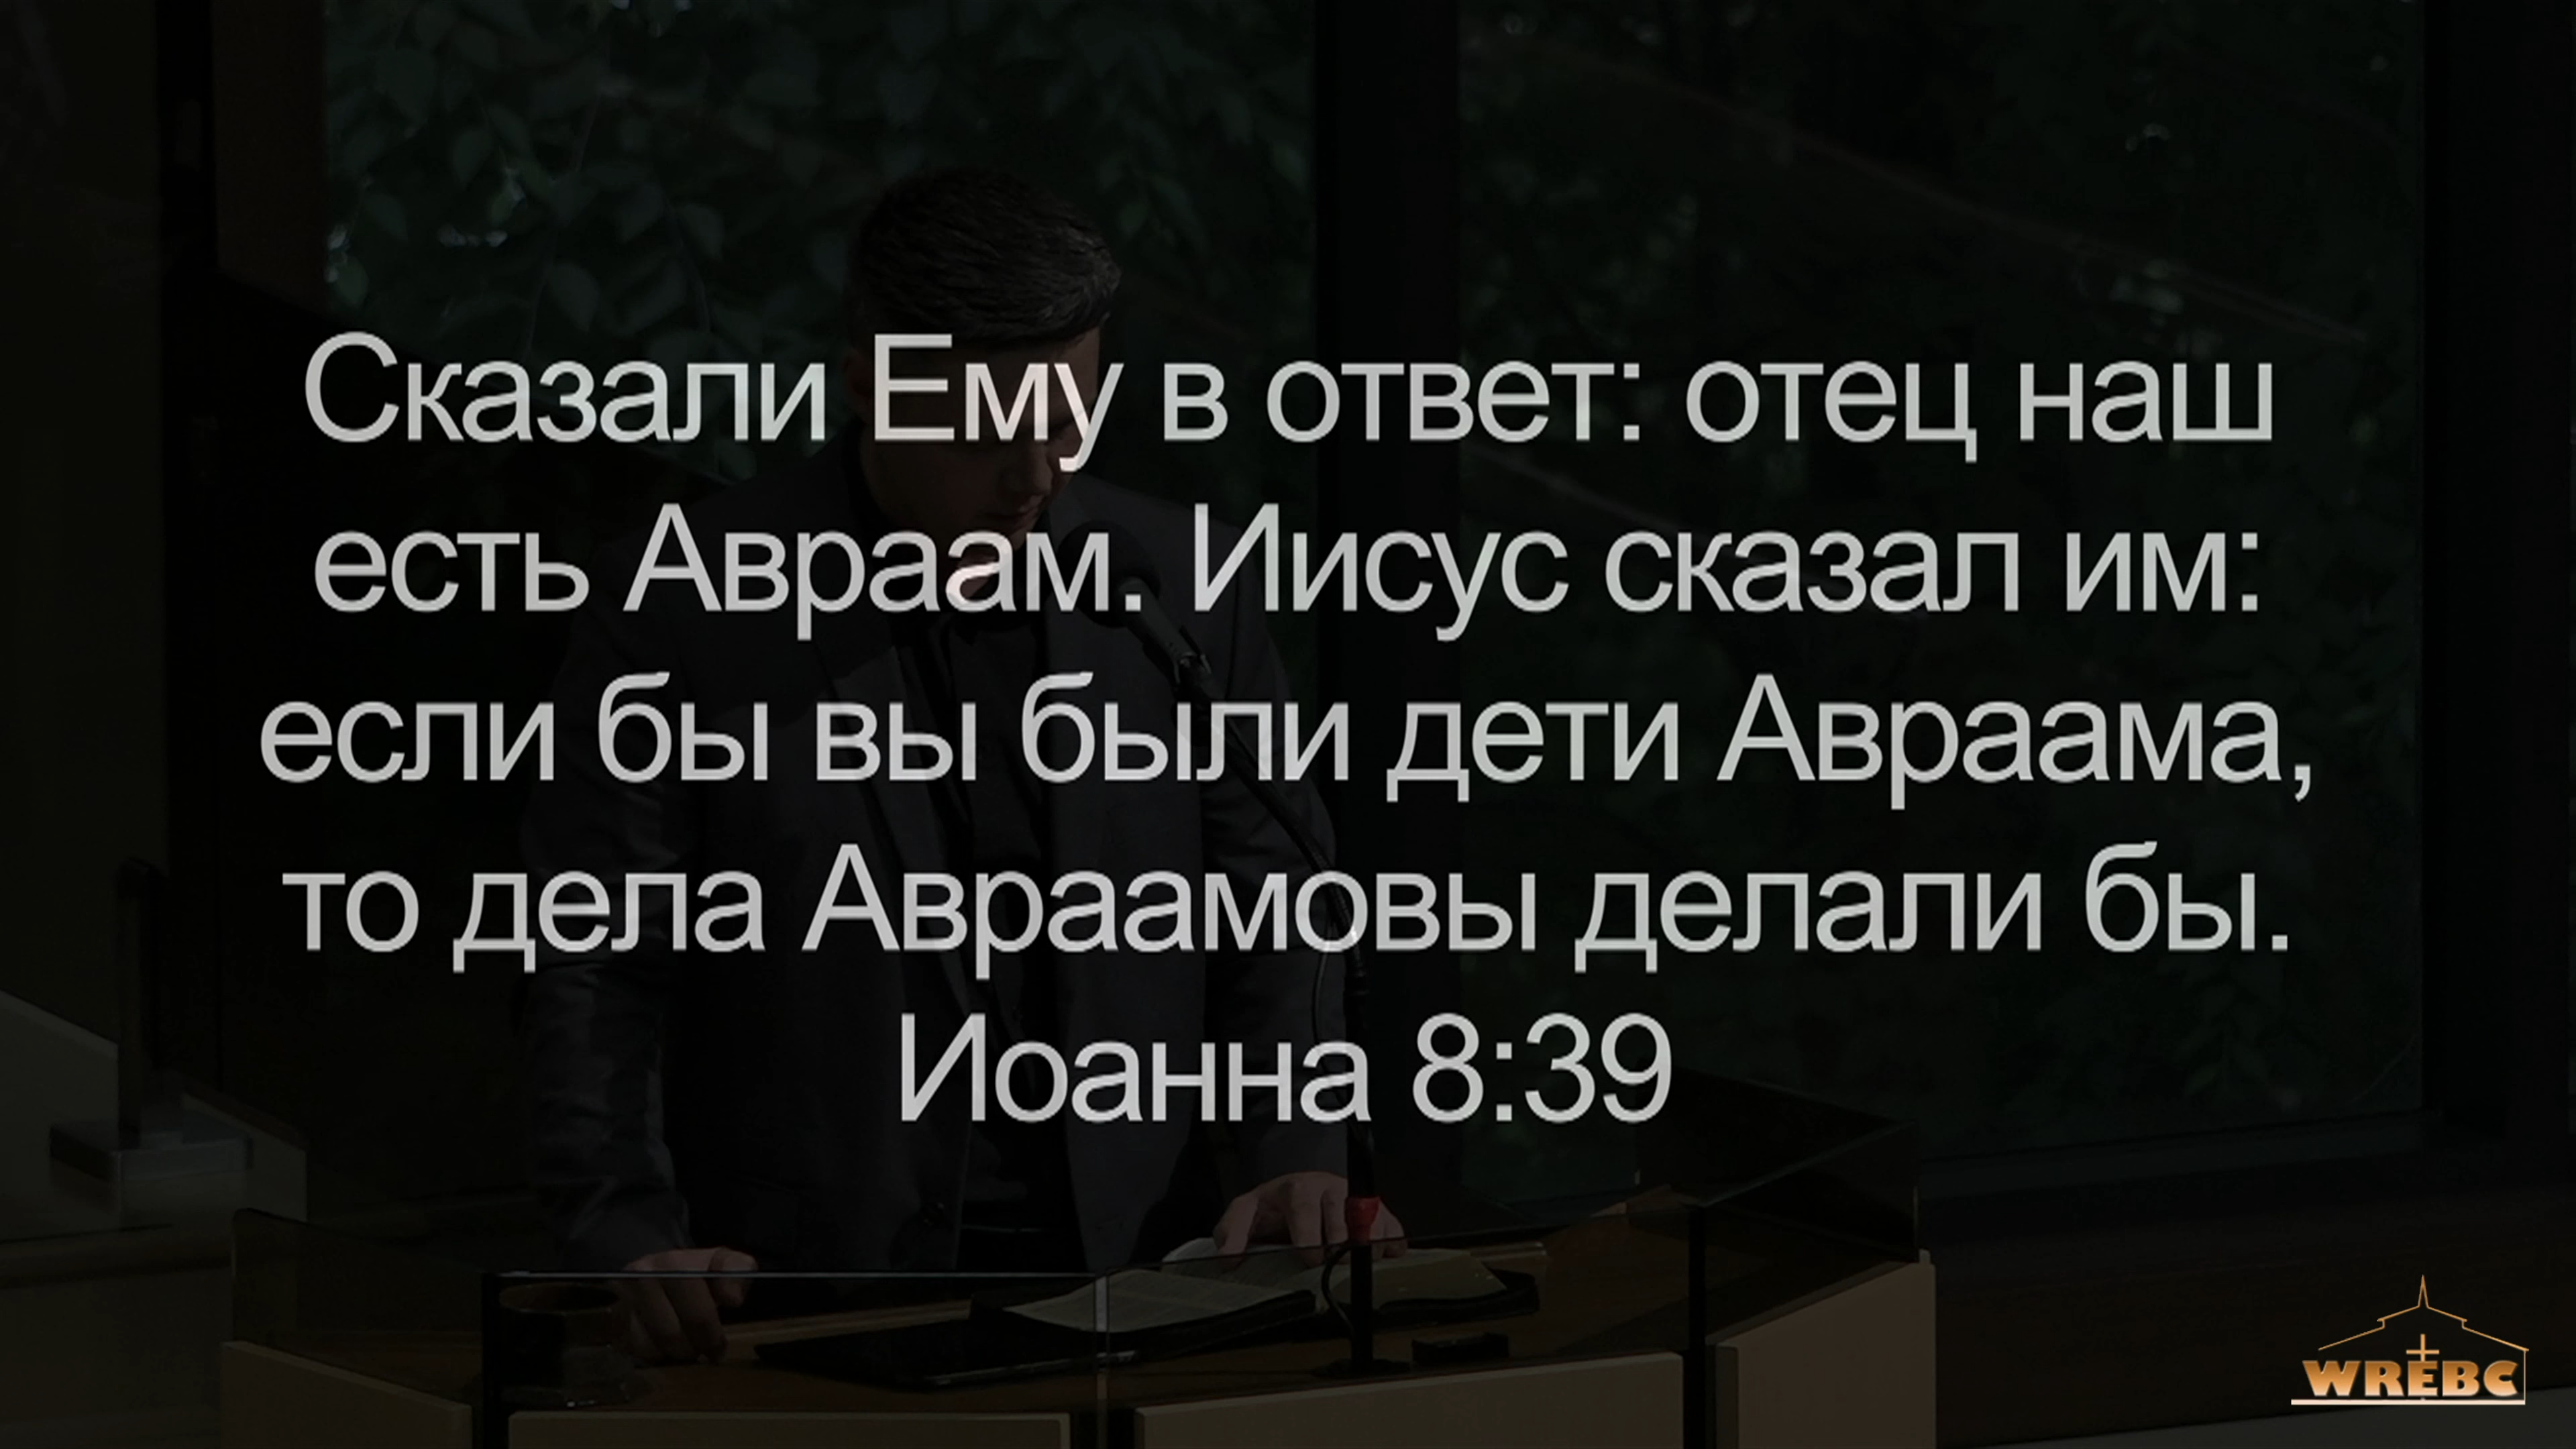 Сказали Ему в ответ: отец наш
есть Авраам. Иисус сказал им:
если бы вы были дети Авраама,
то дела Авраамовы делали бы.
Иоанна 8:39
WREBC